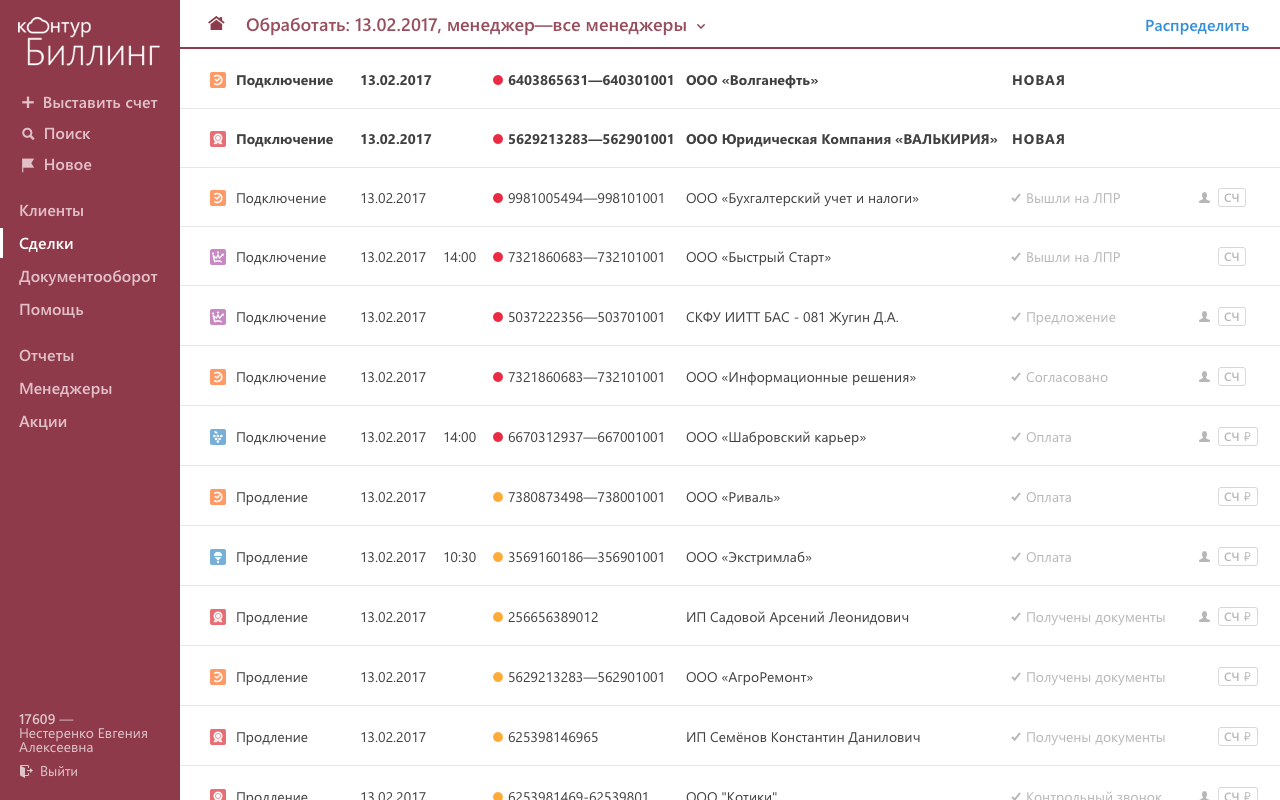 контур
Биллинг
Выставить счет
Поиск
Новое
Клиенты
Сделки
Документооборот
Помощь
Отчеты
Менеджеры
Акции
17609 —
Нестеренко Евгения
Алексеевна
Выйти
Обработать: 13.02.2017, менеджер—все менеджеры Распределить
Подключение 13.02.2017 6403865631—640301001 ООО «Волганефть» НОВАЯ
Подключение 13.02.2017 5629213283—562901001 ООО Юридическая Компания «ВАЛЬКИРИЯ» НОВАЯ
Подключение 13.02.2017 9981005494—998101001 ООО «Бухгалтерский учет и налоги» Вышли на ЛПР СЧ
Подключение 13.02.2017 14:00 7321860683—732101001 ООО «Быстрый Старт» Вышли на ЛПР СЧ
Подключение 13.02.2017 5037222356—503701001 СКФУ ИИТТ БАС - 081 Жугин Д.А. Предложение СЧ
Подключение 13.02.2017 7321860683—732101001 ООО «Информационные решения» Согласовано СЧ
Подключение 13.02.2017 14:00 6670312937—667001001 ООО «Шабровский карьер» Оплата СЧ ₽
Продление 13.02.2017 7380873498—738001001 ООО «Риваль» Оплата СЧ ₽
Продление 13.02.2017 10:30 3569160186—356901001 ООО «Экстримлаб» Оплата СЧ ₽
Продление 13.02.2017 256656389012 ИП Садовой Арсений Леонидович Получены документы СЧ ₽
Продление 13.02.2017 5629213283—562901001 ООО «АгроРемонт» Получены документы СЧ ₽
Продление 13.02.2017 625398146965 ИП Семёнов Константин Данилович Получены документы СЧ ₽
Продление 13.02.2017 6253981469-62539801 ООО "Котики" Контрольный звонок СЧ ₽